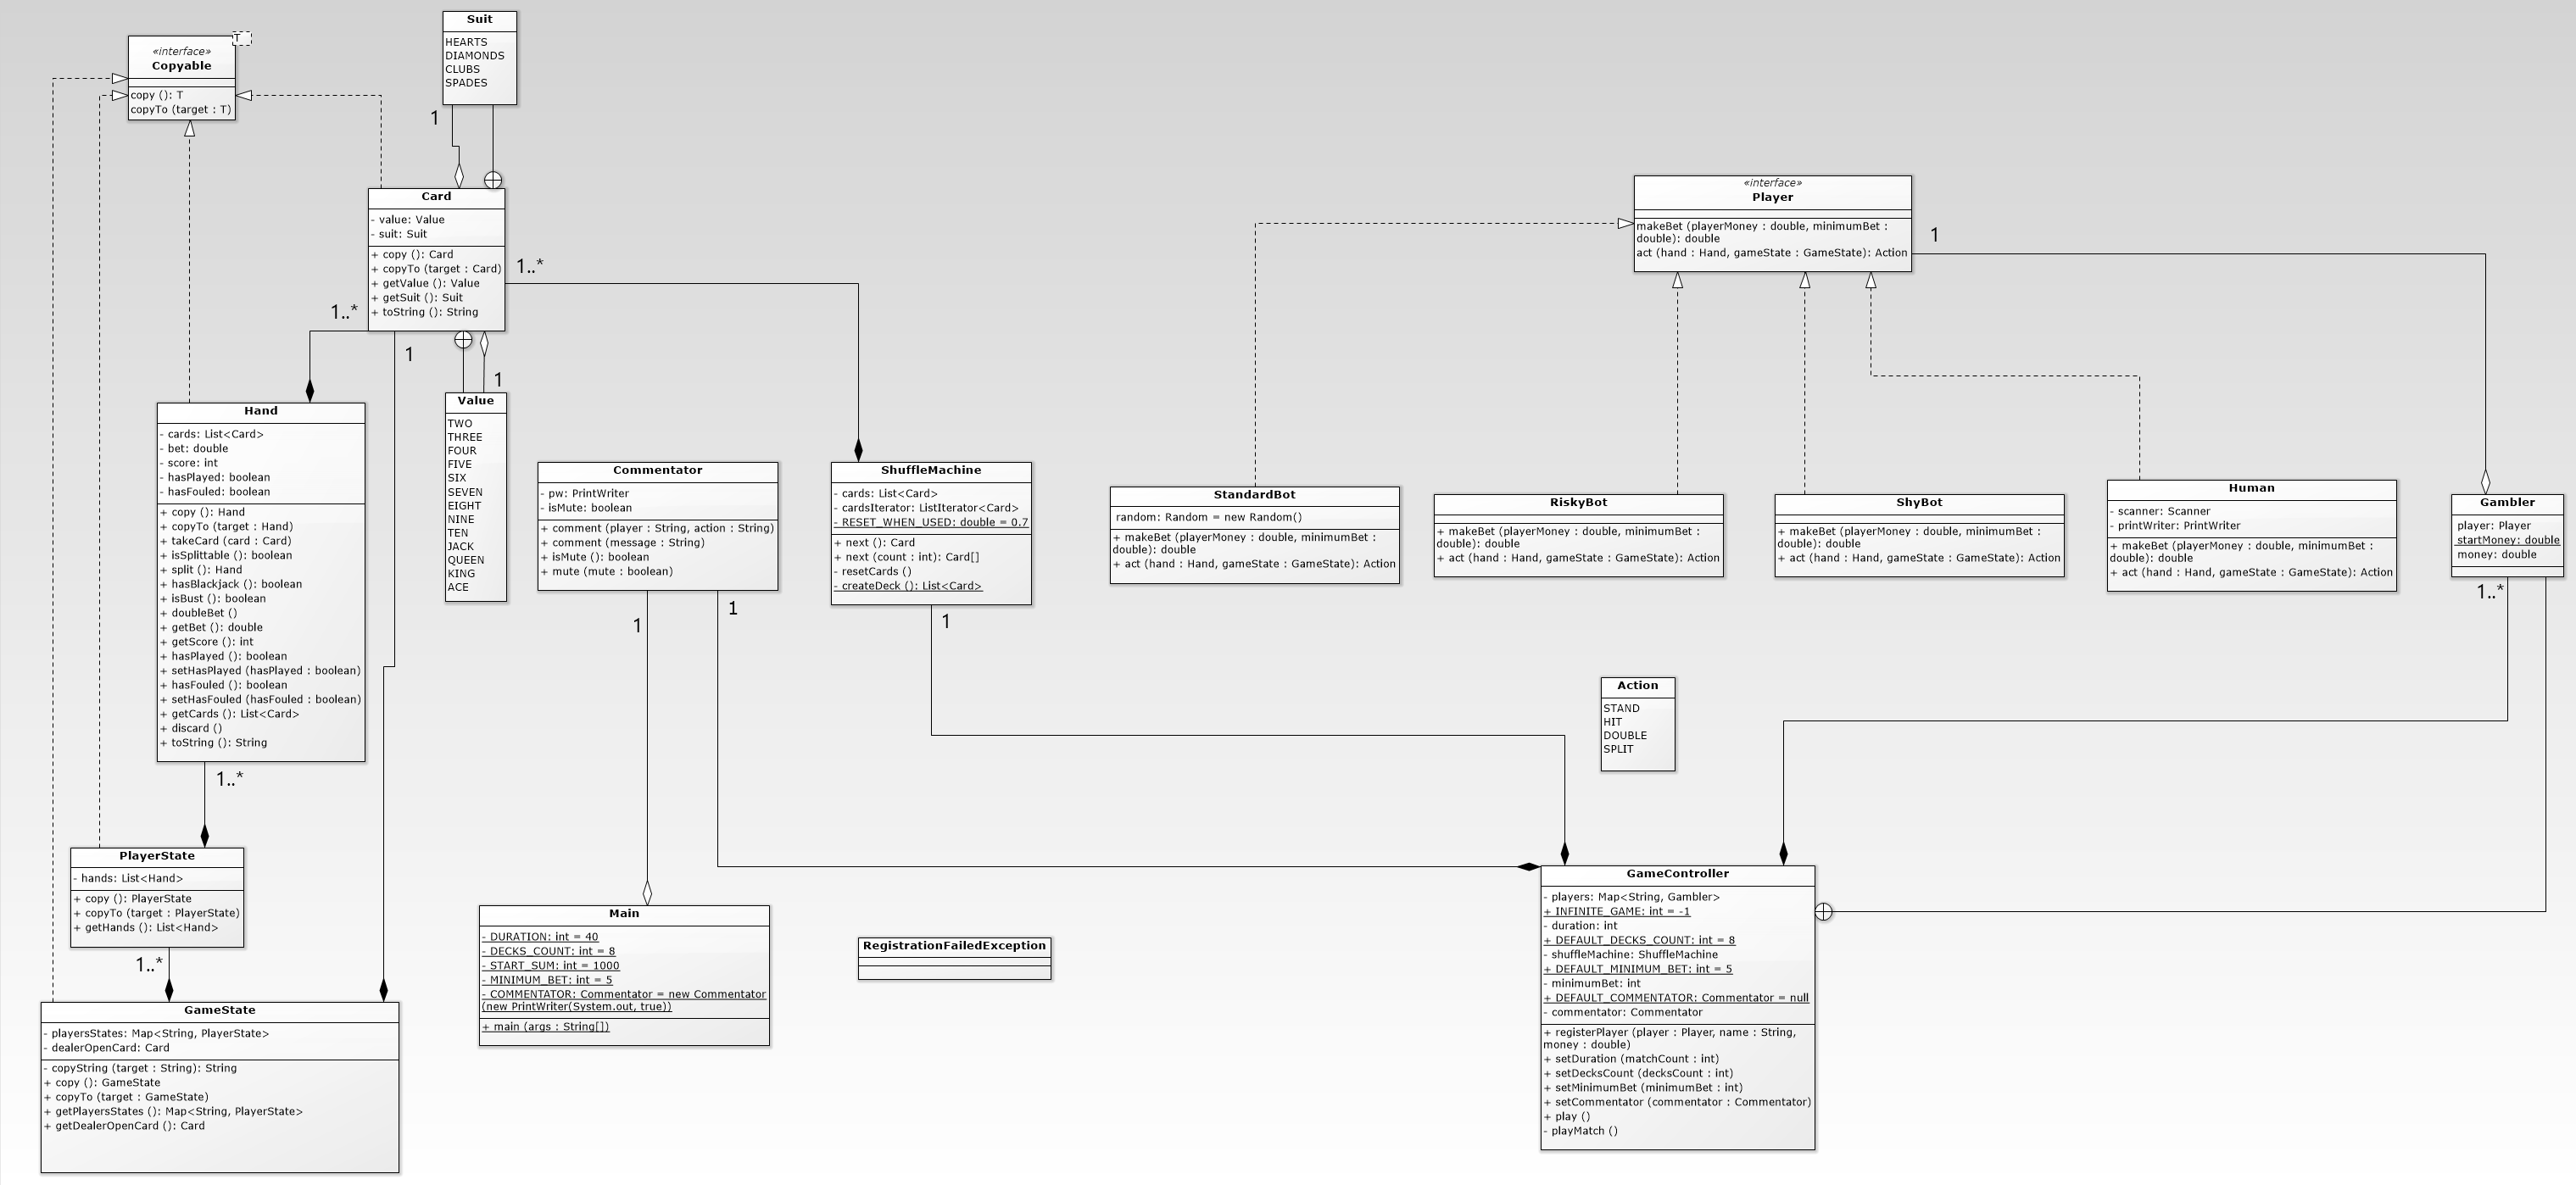 Suit
HEARTS
DIAMONDS
CLUBS
SPADES
T
«interface»
Copyable
copy (): T
copyTo (target : T)
1
Card
- value: Value
- suit: Suit
+ copy (): Card
+ copyTo (target : Card)
+ getValue (): Value
+ getSuit (): Suit
+ toString (): String
1..*
1..*
1
1
«interface»
Player
makeBet (playerMoney : double, minimumBet :
double): double
act (hand : Hand, gameState : GameState): Action
1
Hand
- cards: List<Card>
- bet: double
- score: int
- hasPlayed: boolean
- hasFouled: boolean
+ copy (): Hand
+ copyTo (target : Hand)
+ takeCard (card : Card)
+ isSplittable (): boolean
+ split (): Hand
+ hasBlackjack (): boolean
+ isBust (): boolean
+ doubleBet ()
+ getBet (): double
+ getScore (): int
+ hasPlayed (): boolean
+ setHasPlayed (hasPlayed : boolean)
+ hasFouled (): boolean
+ setHasFouled (hasFouled : boolean)
+ getCards (): List<Card>
+ discard ()
+ toString (): String
1..*
Value
TWO
THREE
FOUR
FIVE
SIX
SEVEN
EIGHT
NINE
TEN
JACK
QUEEN
KING
ACE
Commentator
- pw: PrintWriter
- isMute: boolean
+ comment (player : String, action : String)
+ comment (message : String)
+ isMute (): boolean
+ mute (mute : boolean)
1
1
ShuffleMachine
- cards: List<Card>
- cardsIterator: ListIterator<Card>
- RESET_WHEN_USED: double = 0.7
+ next (): Card
+ next (count : int): Card[]
- resetCards ()
- createDeck (): List<Card>
1
StandardBot
random: Random = new Random()
+ makeBet (playerMoney : double, minimumBet :
double): double
+ act (hand : Hand, gameState : GameState): Action
RiskyBot
+ makeBet (playerMoney : double, minimumBet :
double): double
+ act (hand : Hand, gameState : GameState): Action
ShyBot
+ makeBet (playerMoney : double, minimumBet :
double): double
+ act (hand : Hand, gameState : GameState): Action
Human
- scanner: Scanner
- printWriter: PrintWriter
+ makeBet (playerMoney : double, minimumBet :
double): double
+ act (hand : Hand, gameState : GameState): Action
Gambler
player: Player
startMoney: double
money: double
1..*
Action
STAND
HIT
DOUBLE
SPLIT
PlayerState
- hands: List<Hand>
+ copy (): PlayerState
+ copyTo (target : PlayerState)
+ getHands (): List<Hand>
1..*
GameState
- playersStates: Map<String, PlayerState>
- dealerOpenCard: Card
- copyString (target : String): String
+ copy (): GameState
+ copyTo (target : GameState)
+ getPlayersStates (): Map<String, PlayerState>
+ getDealerOpenCard (): Card
Main
- DURATION: int = 40
- DECKS_COUNT: int = 8
- START_SUM: int = 1000
- MINIMUM_BET: int = 5
- COMMENTATOR: Commentator = new Commentator
(new PrintWriter(System.out, true))
+ main (args : String[])
RegistrationFailedException
GameController
- players: Map<String, Gambler>
+ INFINITE_GAME: int = -1
- duration: int
+ DEFAULT_DECKS_COUNT: int = 8
- shuffleMachine: ShuffleMachine
+ DEFAULT_MINIMUM_BET: int = 5
- minimumBet: int
+ DEFAULT_COMMENTATOR: Commentator = null
- commentator: Commentator
+ registerPlayer (player : Player, name : String,
money : double)
+ setDuration (matchCount : int)
+ setDecksCount (decksCount : int)
+ setMinimumBet (minimumBet : int)
+ setCommentator (commentator : Commentator)
+ play ()
- playMatch ()